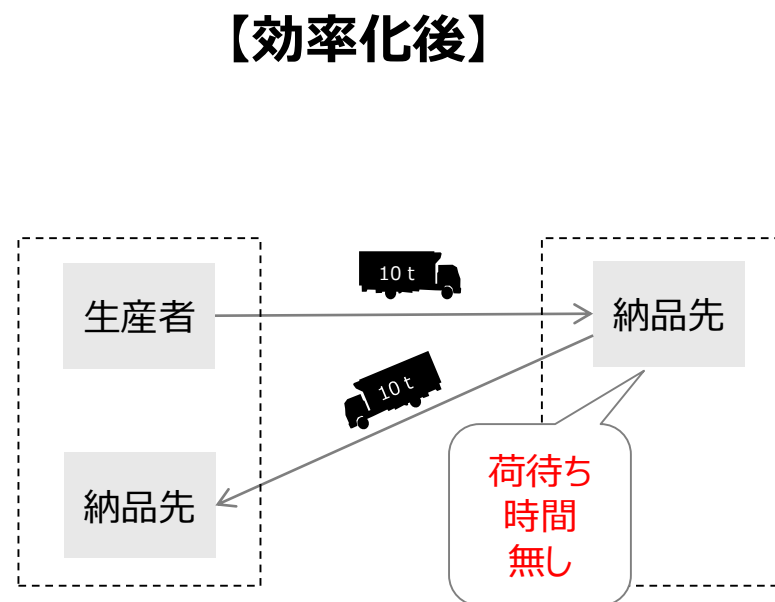 【効率化後】
10 t
生産者
納品先
10 t
納品先
荷待ち
時間
無し